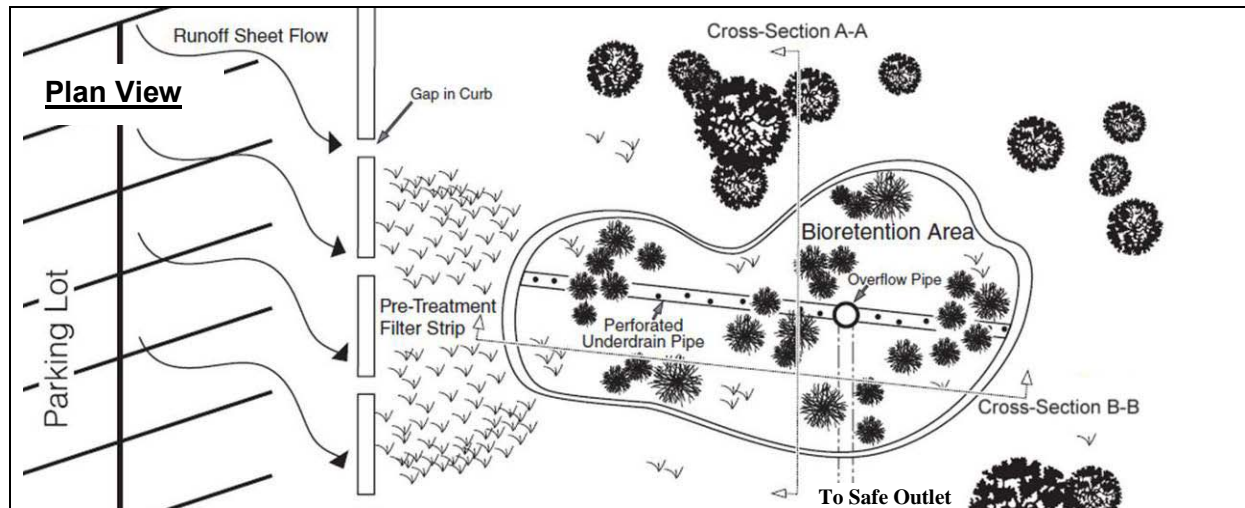 Runoff Sheet Flow
Plan View
Gap in Curb
Parking Lot
Pre-Treatment
Filter Strip
Cross-Section A-A
Bioretention Area
Overflow Pipe
Perforated
Underdrain Pipe
Cross-Section B-B
To Safe Outlet